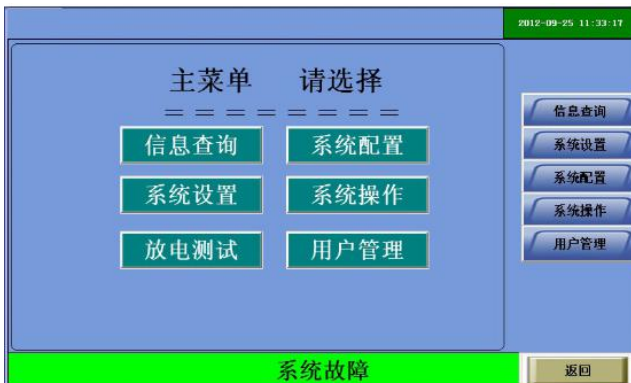 2012-09-25 11:33:17
主菜单 请选择
= = = = = = = = =
信息查询 系统配置
系统设置 系统操作
放电测试 用户管理
信息查询
系统设置
系统配置
系统操作
用户管理
系统故障
返回